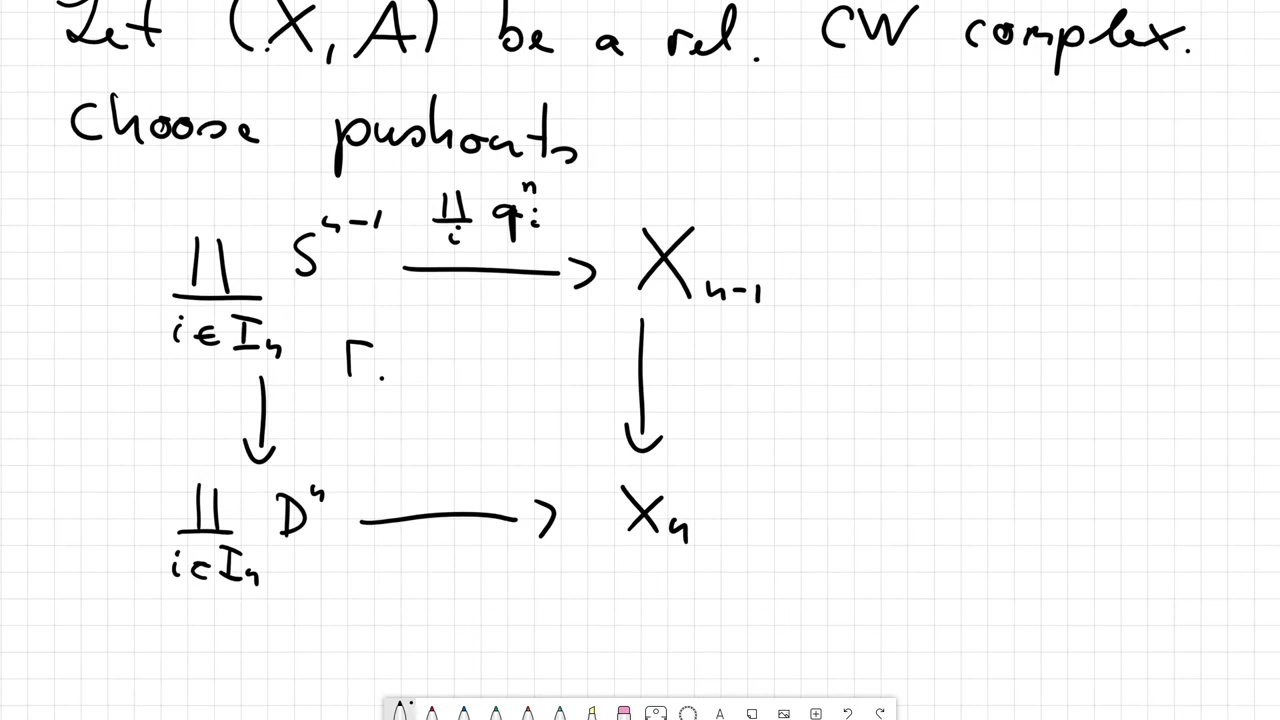 Let (X, A) be a rel. CW complex.
Choose pushouts
∐_{i∈I_n} S^{n-1} ∐_i q_i^n → X_{n-1}
Γ.
↓ ↓
∐_{i∈I_n} D^n → X_n
A